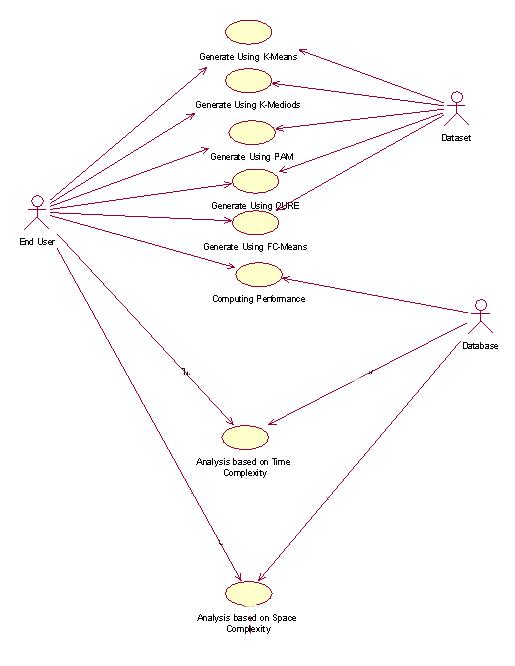 Generate Using K-Means
Generate Using K-Mediods
Dataset
Generate Using PAM
Generate Using CURE
End User
Generate Using FC-Means
Computing Performance
Database
Analysis based on Time
Complexity
Analysis based on Space
Complexity